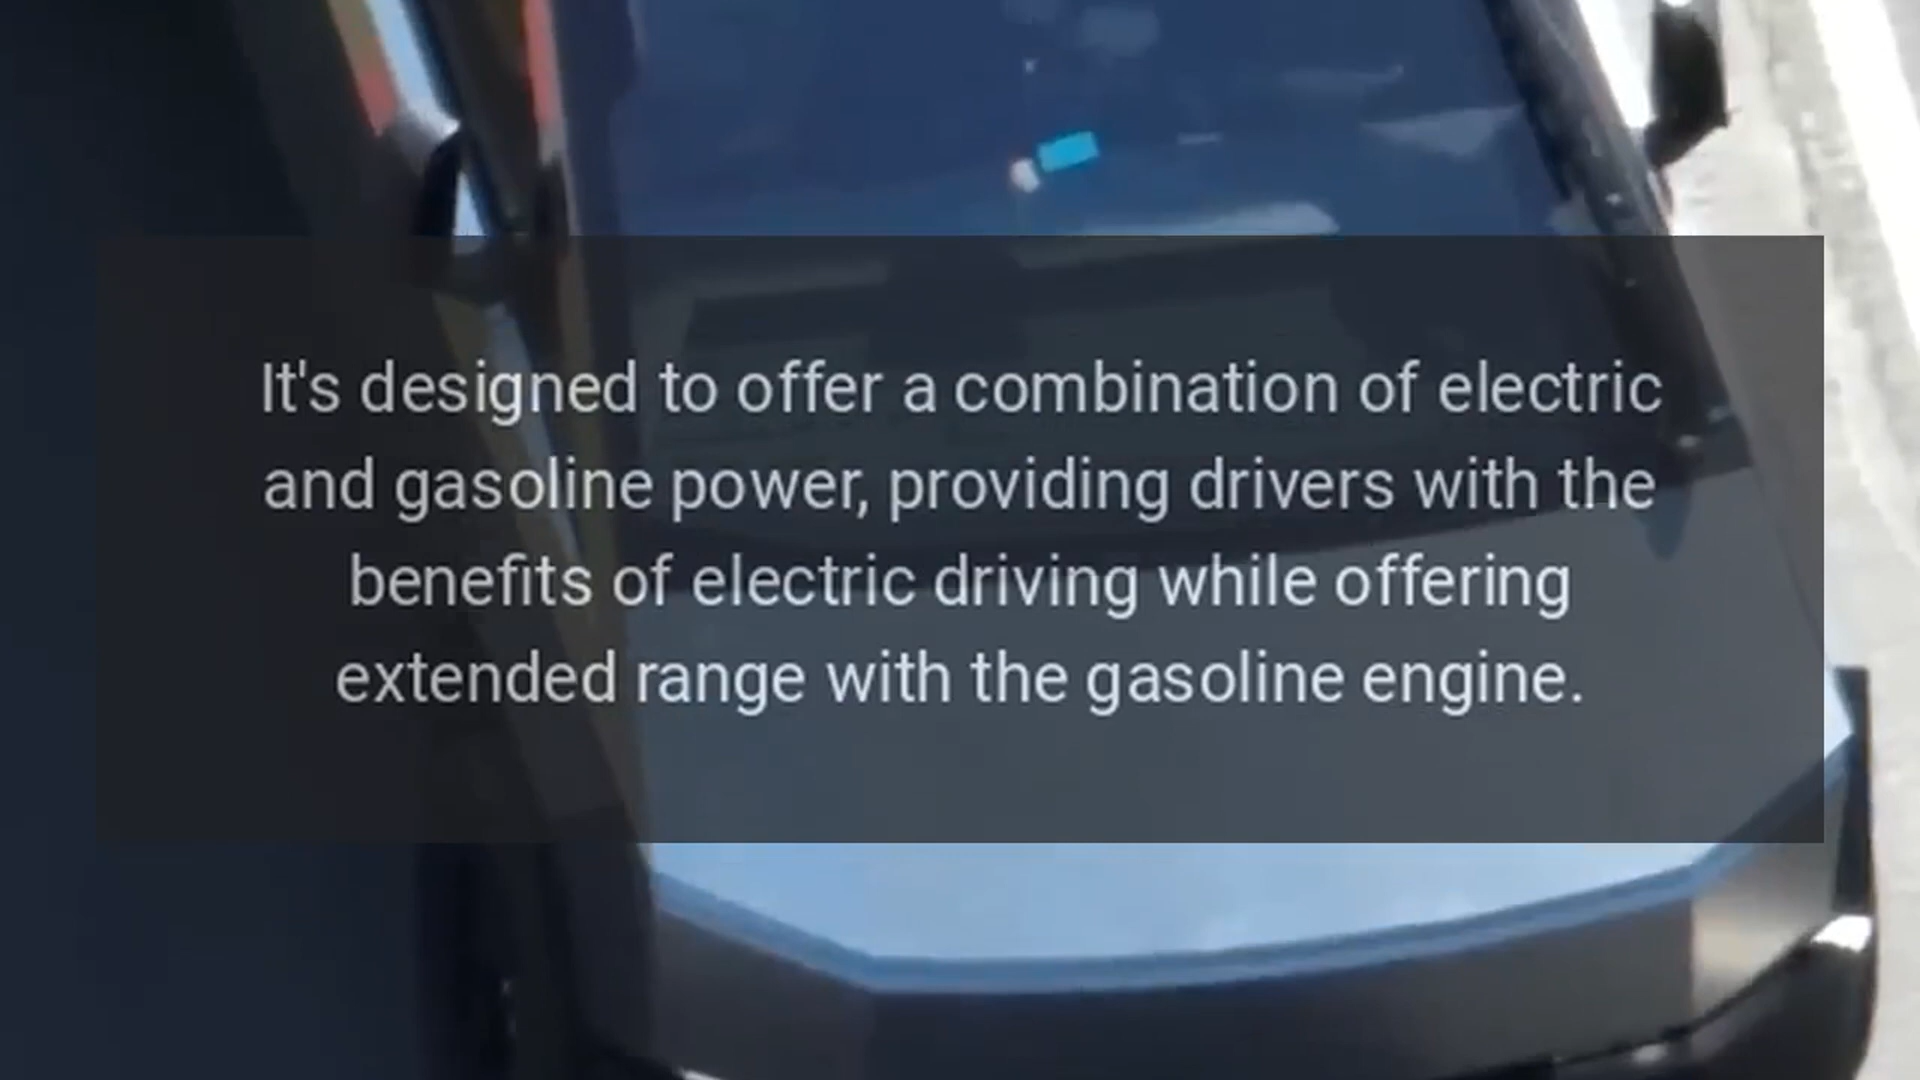 It's designed to offer a combination of electric
and gasoline power, providing drivers with the
benefits of electric driving while offering
extended range with the gasoline engine.